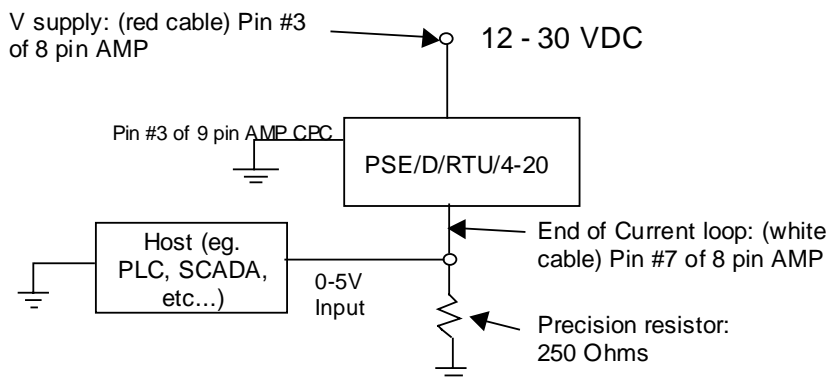 V supply: (red cable) Pin #3
of 8 pin AMP
12 - 30 VDC
Pin #3 of 9 pin AMP CPC
PSE/D/RTU/4-20
End of Current loop: (white
cable) Pin #7 of 8 pin AMP
Host (eg.
PLC, SCADA,
etc...)
0-5V
Input
Precision resistor:
250 Ohms